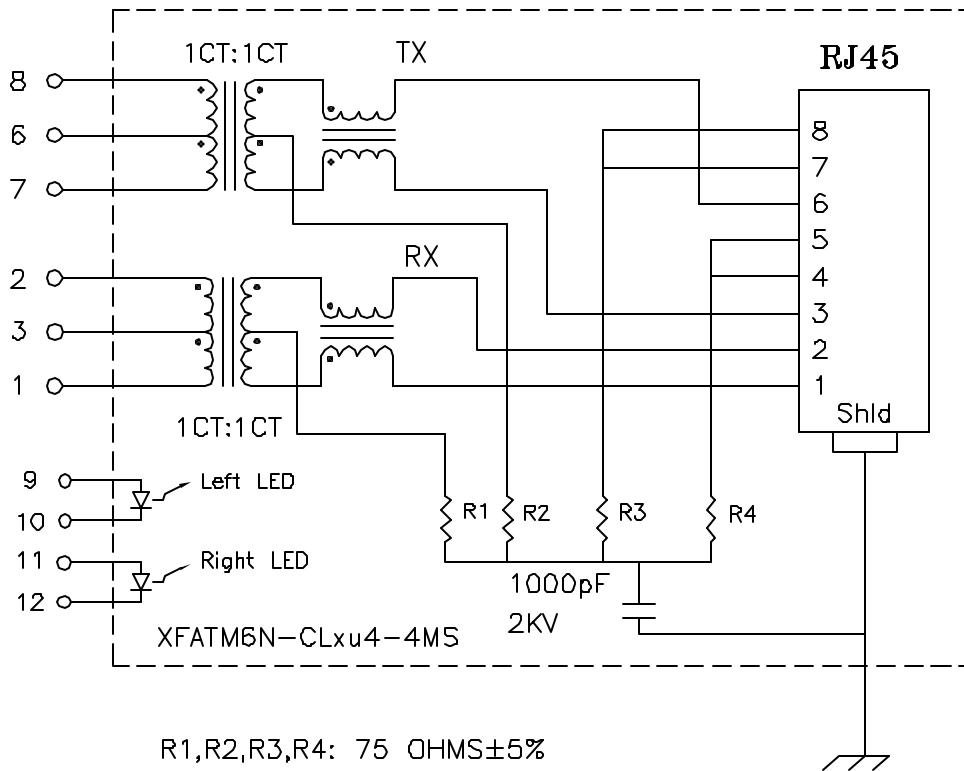 1CT:1CT
TX
RJ45
8
6
7
8
7
6
5
4
3
2
1
Shld
RX
2
3
1
1CT:1CT
9
10
Left LED
11
12
Right LED
R1
R2
R3
R4
1000pF
2KV
XFATM6N-CLxu4-4MS
R1,R2,R3,R4: 75 OHMS±5%